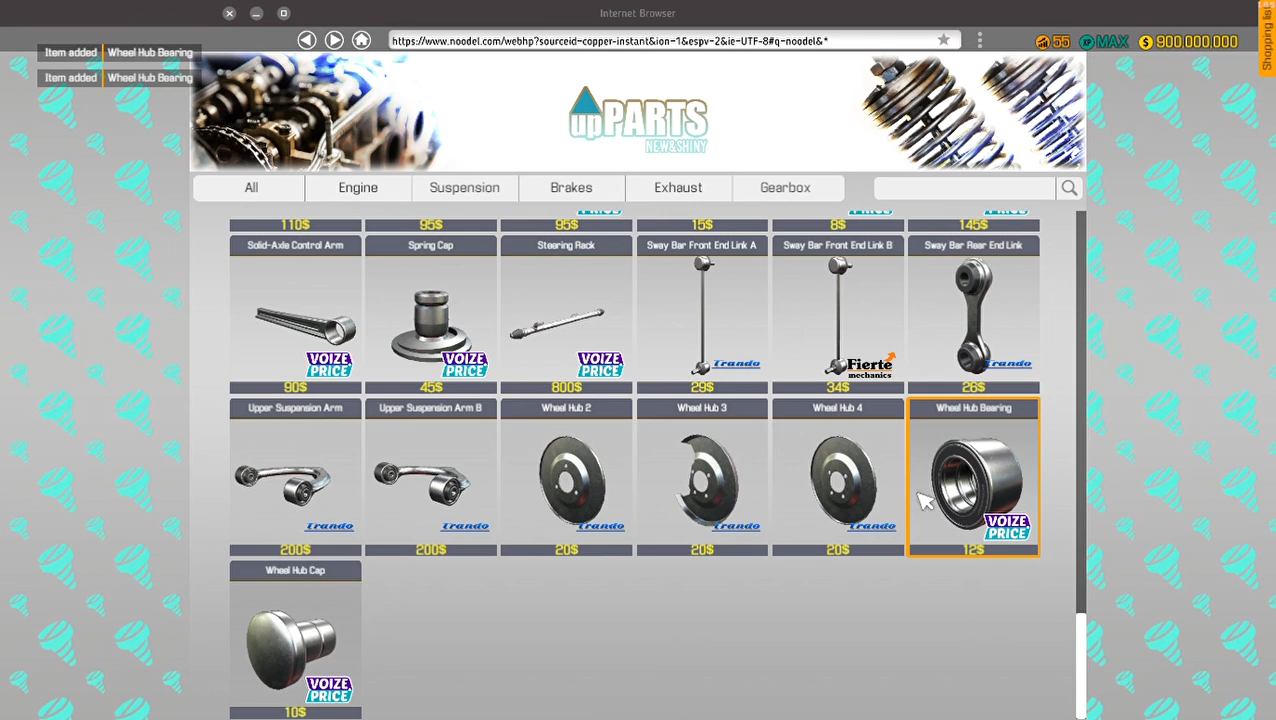 Internet Browser
Shopping list
https://www.noodel.com/webhp?sourceid-copper-instant&ion-1&espv-2&ie-UTF-8#q-noodel&*
55
XP MAX
$ 900,000,000
Item added Wheel Hub Bearing
Item added Wheel Hub Bearing
upPARTS
NEW&SHINY
All Engine Suspension Brakes Exhaust Gearbox
110$ 95$ 95$ 15$ 8$ 145$
Solid-Axle Control Arm Spring Cap Steering Rack Sway Bar Front End Link A Sway Bar Front End Link B Sway Bar Rear End Link
VOIZE PRICE VOIZE PRICE VOIZE PRICE Trando Fierte mechanics Trando
90$ 45$ 800$ 29$ 34$ 26$
Upper Suspension Arm Upper Suspension Arm B Wheel Hub 2 Wheel Hub 3 Wheel Hub 4 Wheel Hub Bearing
Trando Trando Trando Trando Trando VOIZE PRICE
200$ 200$ 20$ 20$ 20$ 12$
Wheel Hub Cap
VOIZE PRICE
10$